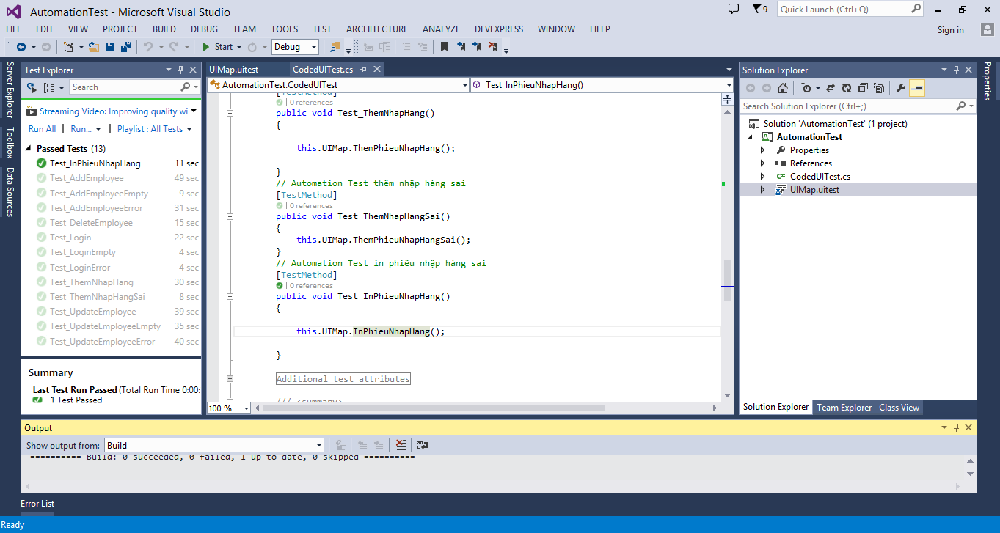 AutomationTest - Microsoft Visual Studio
9
Quick Launch (Ctrl+Q)
FILE EDIT VIEW PROJECT BUILD DEBUG TEAM TOOLS TEST ARCHITECTURE ANALYZE DEVEXPRESS WINDOW HELP
Sign in
Start
Debug
Server Explorer
Toolbox
Data Sources
Test Explorer
Search
Streaming Video: Improving quality wi
Run All | Run... | Playlist : All Tests
Passed Tests (13)
Test_InPhieuNhapHang 11 sec
Test_AddEmployee 49 sec
Test_AddEmployeeEmpty 9 sec
Test_AddEmployeeError 31 sec
Test_DeleteEmployee 15 sec
Test_Login 22 sec
Test_LoginEmpty 4 sec
Test_LoginError 4 sec
Test_ThemNhapHang 30 sec
Test_ThemNhapHangSai 8 sec
Test_UpdateEmployee 39 sec
Test_UpdateEmployeeEmpty 35 sec
Test_UpdateEmployeeError 40 sec
Summary
Last Test Run Passed (Total Run Time 0:00:
1 Test Passed
UIMap.uitest
CodedUITest.cs
AutomationTest.CodedUITest
Test_InPhieuNhapHang()
[TestMethod]
| 0 references
public void Test_ThemNhapHang()
{
this.UIMap.ThemPhieuNhapHang();
}
// Automation Test thêm nhập hàng sai
[TestMethod]
| 0 references
public void Test_ThemNhapHangSai()
{
this.UIMap.ThemPhieuNhapHangSai();
}
// Automation Test in phiếu nhập hàng sai
[TestMethod]
| 0 references
public void Test_InPhieuNhapHang()
{
this.UIMap.InPhieuNhapHang();
}
Additional test attributes
/// <summary>
100 %
Solution Explorer
Search Solution Explorer (Ctrl+;)
Solution 'AutomationTest' (1 project)
AutomationTest
Properties
References
C# CodedUITest.cs
UIMap.uitest
Solution Explorer Team Explorer Class View
Properties
Output
Show output from: Build
========== Build: 0 succeeded, 0 failed, 1 up-to-date, 0 skipped ==========
Error List
Ready